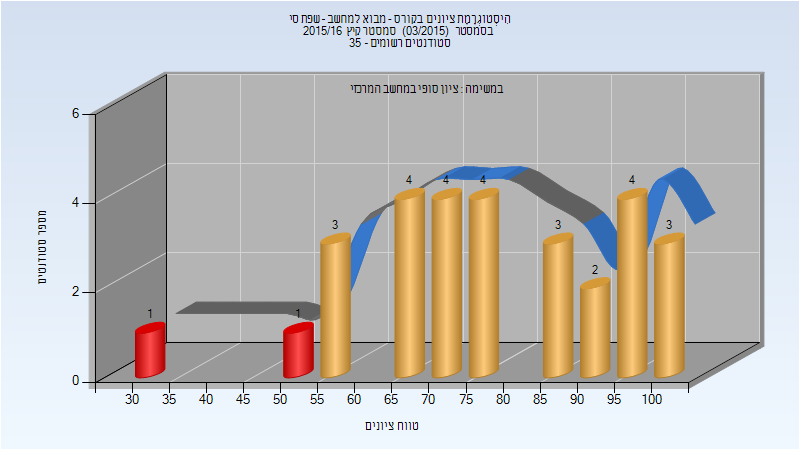 הִיסְטוֹגְרָמַת ציונים בקורס - מבוא למחשב - שפת סי
בסמסטר (03/2015) סמסטר קיץ 2015/16
סטודנטים רשומים - 35
במשימה : ציון סופי במחשב המרכזי
מספר סטודנטים
6
4
2
0
1
1
3
4
4
4
3
2
4
3
30 35 40 45 50 55 60 65 70 75 80 85 90 95 100
טווח ציונים